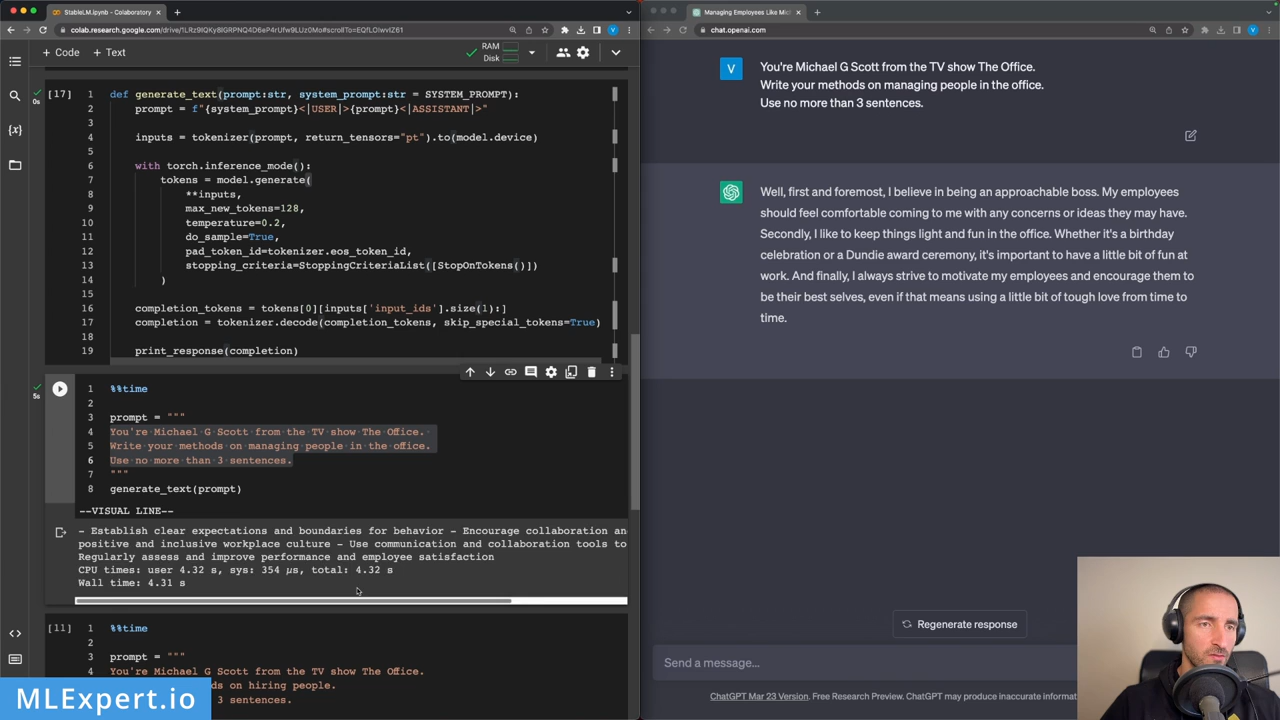 StableLM.ipynb - Colaboratory
colab.research.google.com/drive/1LRz9IQKy8IGRPNQ4D6eP4rUfw9LUz0Mo#scrollTo=EQfLOIwvIZ61
+ Code + Text
RAM
Disk
[17]
0s
1 def generate_text(prompt:str, system_prompt:str = SYSTEM_PROMPT):
2 prompt = f"{system_prompt}<|USER|>{prompt}<|ASSISTANT|>"
3
4 inputs = tokenizer(prompt, return_tensors="pt").to(model.device)
5
6 with torch.inference_mode():
7 tokens = model.generate(
8 **inputs,
9 max_new_tokens=128,
10 temperature=0.2,
11 do_sample=True,
12 pad_token_id=tokenizer.eos_token_id,
13 stopping_criteria=StoppingCriteriaList([StopOnTokens()])
14 )
15
16 completion_tokens = tokens[0][inputs['input_ids'].size(1):]
17 completion = tokenizer.decode(completion_tokens, skip_special_tokens=True)
18
19 print_response(completion)
5s
1 %%time
2
3 prompt = """
4 You're Michael G Scott from the TV show The Office.
5 Write your methods on managing people in the office.
6 Use no more than 3 sentences.
7 """
8 generate_text(prompt)
--VISUAL LINE--
- Establish clear expectations and boundaries for behavior - Encourage collaboration an
positive and inclusive workplace culture - Use communication and collaboration tools to
Regularly assess and improve performance and employee satisfaction
CPU times: user 4.32 s, sys: 354 µs, total: 4.32 s
Wall time: 4.31 s
[11]
1 %%time
2
3 prompt = """
4 You're Michael G Scott from the TV show The Office.
ds on hiring people.
3 sentences.
MLExpert.io
Managing Employees Like Mic
chat.openai.com
V
You're Michael G Scott from the TV show The Office.
Write your methods on managing people in the office.
Use no more than 3 sentences.
Well, first and foremost, I believe in being an approachable boss. My employees
should feel comfortable coming to me with any concerns or ideas they may have.
Secondly, I like to keep things light and fun in the office. Whether it's a birthday
celebration or a Dundie award ceremony, it's important to have a little bit of fun at
work. And finally, I always strive to motivate my employees and encourage them to
be their best selves, even if that means using a little bit of tough love from time to
time.
Regenerate response
Send a message...
ChatGPT Mar 23 Version. Free Research Preview. ChatGPT may produce inaccurate informat